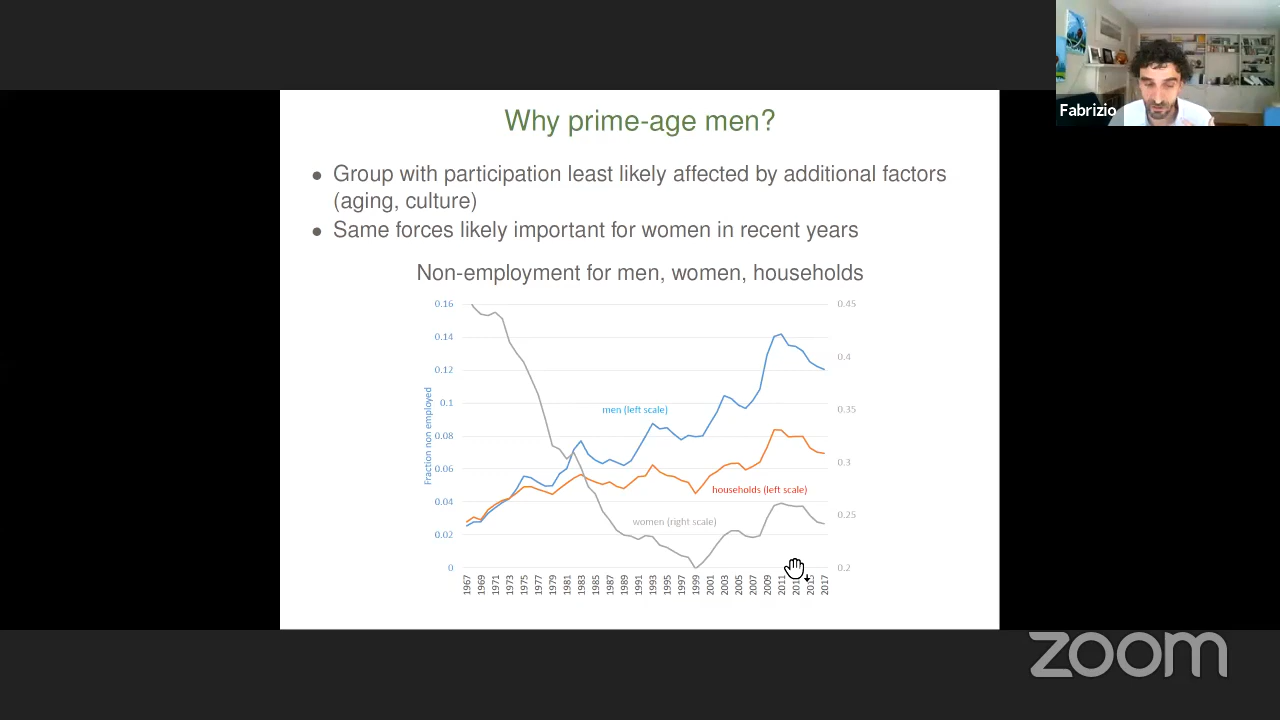 Fabrizio
Why prime-age men?
• Group with participation least likely affected by additional factors
(aging, culture)
• Same forces likely important for women in recent years
Non-employment for men, women, households
Fraction non employed
0.16
0.14
0.12
0.1
0.08
0.06
0.04
0.02
0
0.45
0.4
0.35
0.3
0.25
0.2
men (left scale)
households (left scale)
women (right scale)
1967 1969 1971 1973 1975 1977 1979 1981 1983 1985 1987 1989 1991 1993 1995 1997 1999 2001 2003 2005 2007 2009 2011 2015 2017
zoom